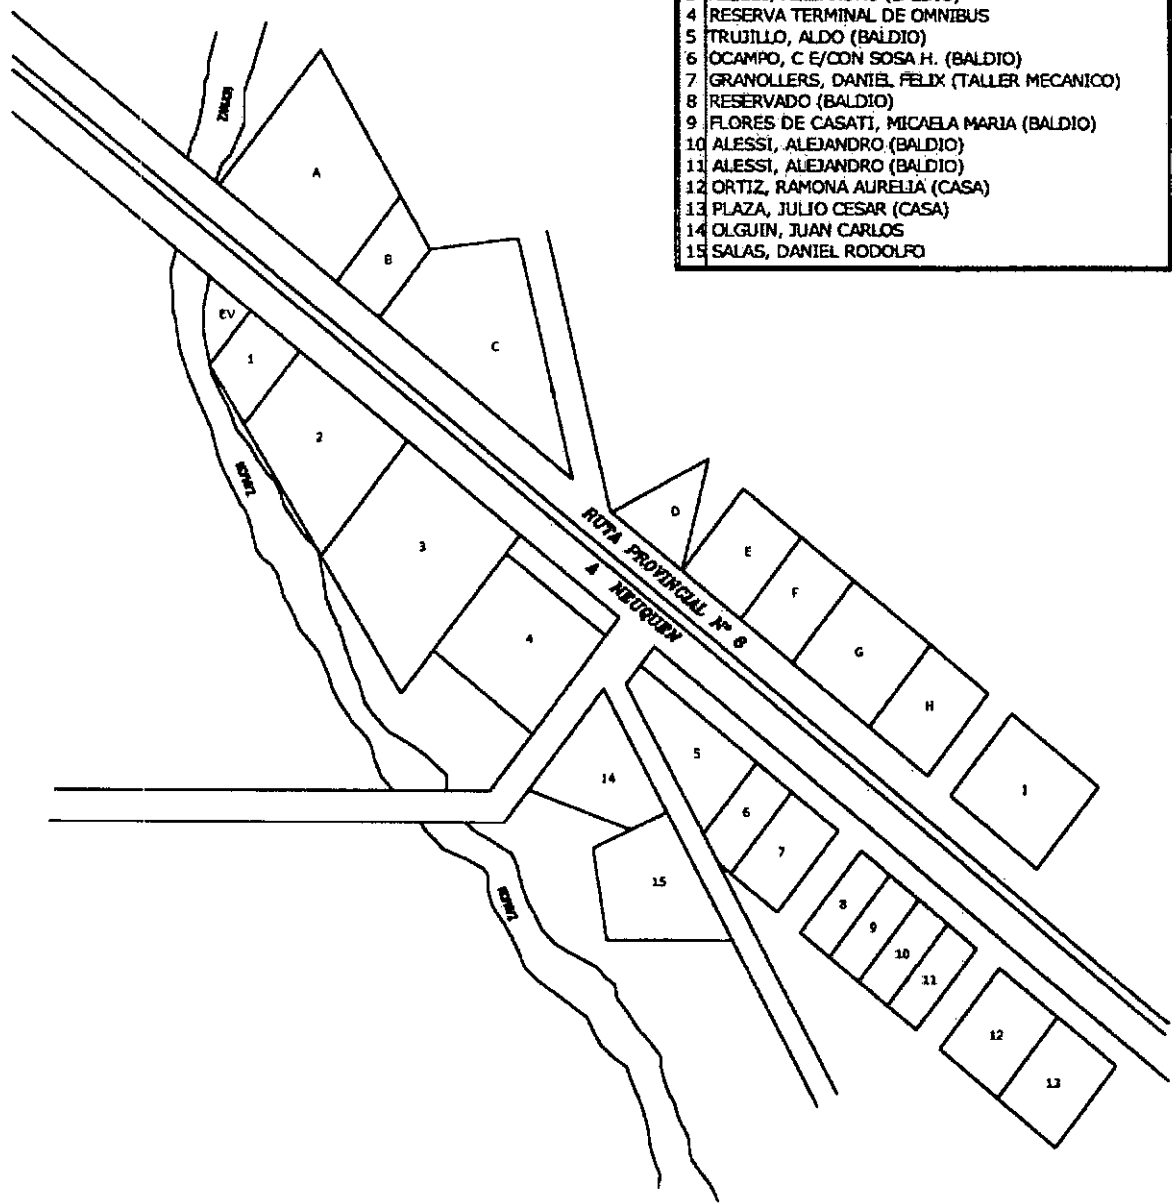 4 RESERVA TERMINAL DE OMNIBUS
5 TRUJILLO, ALDO (BALDIO)
6 OCAMPO, C E/CON SOSA H. (BALDIO)
7 GRANOLLERS, DANIEL FELIX (TALLER MECANICO)
8 RESERVADO (BALDIO)
9 FLORES DE CASATI, MICAELA MARIA (BALDIO)
10 ALESSI, ALEJANDRO (BALDIO)
11 ALESSI, ALEJANDRO (BALDIO)
12 ORTIZ, RAMONA AURELIA (CASA)
13 PLAZA, JULIO CESAR (CASA)
14 OLGUIN, JUAN CARLOS
15 SALAS, DANIEL RODOLFO
A
B
EV
C
1
2
3
D
RUTA PROVINCIAL Nº 6
A NEUQUEN
E
F
G
H
4
I
5
14
6
7
15
8
9
10
11
12
13